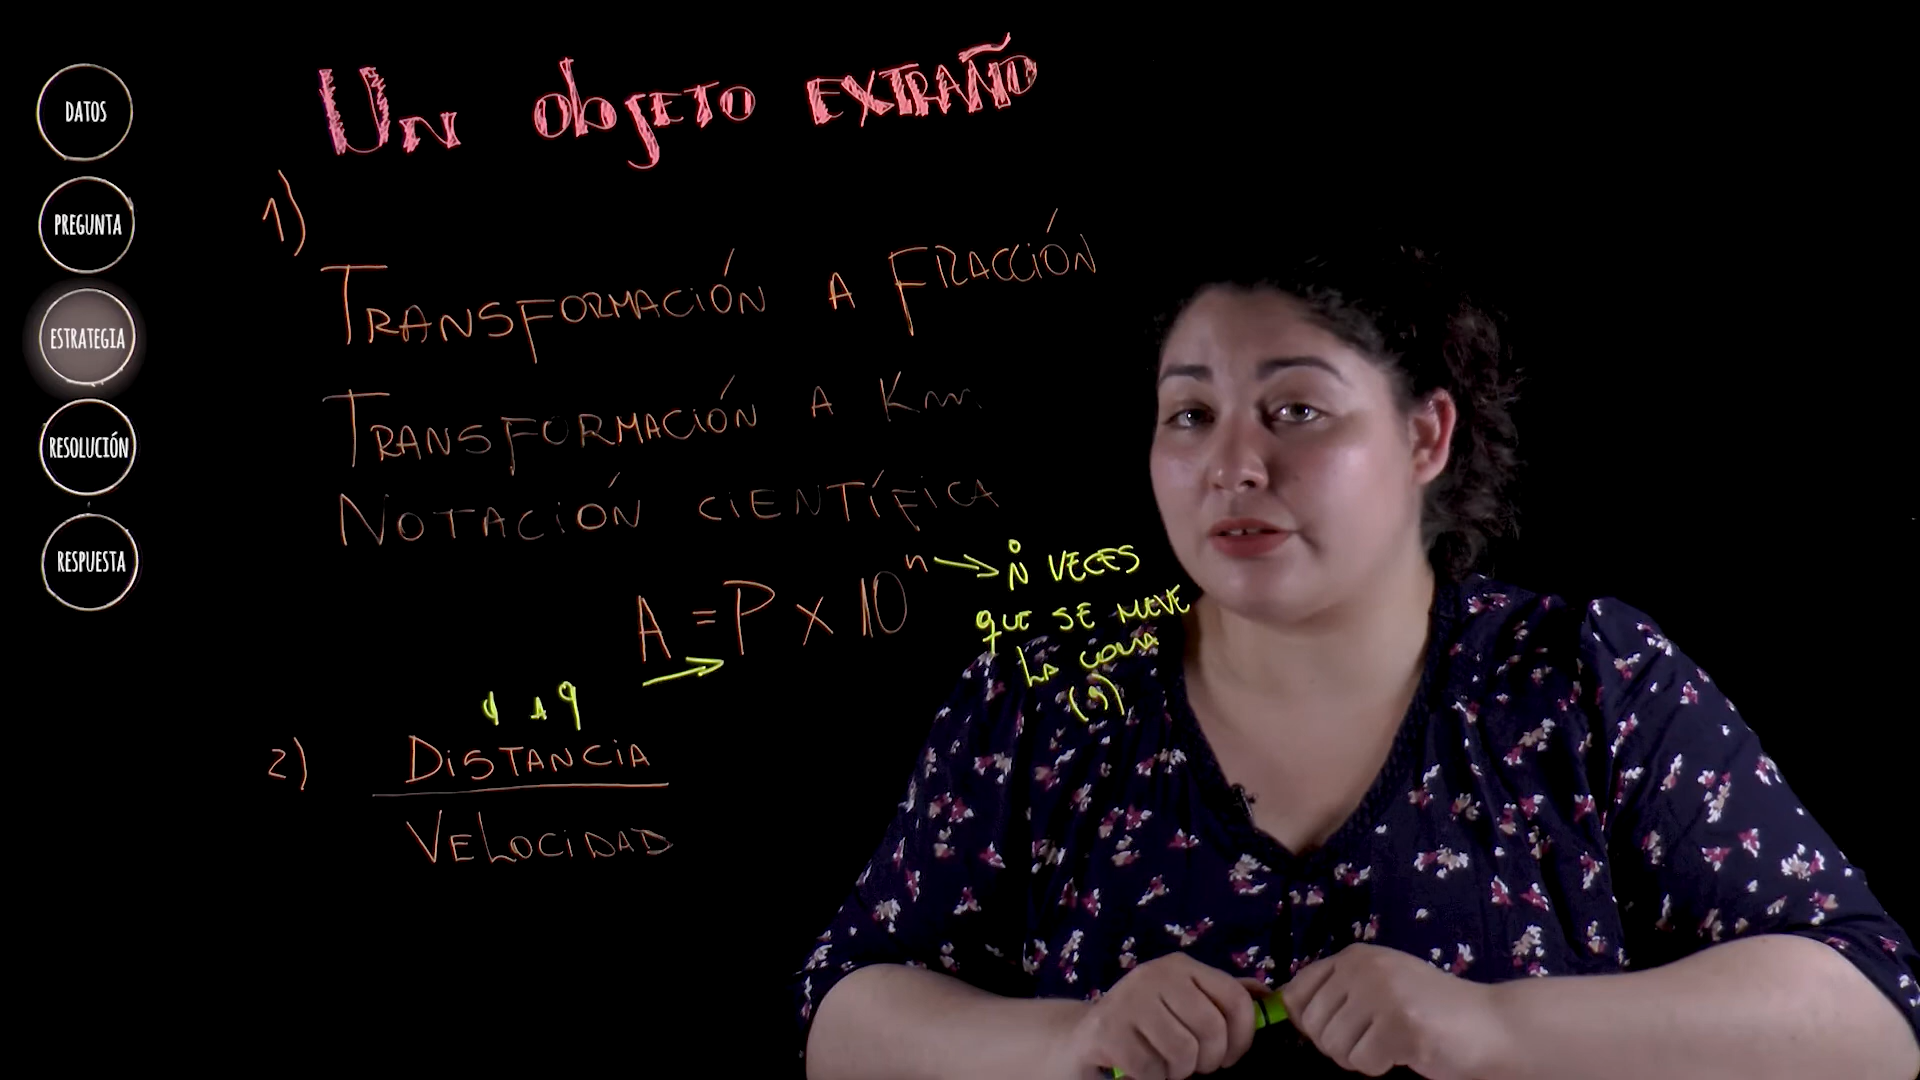 DATOS
PREGUNTA
ESTRATEGIA
RESOLUCIÓN
RESPUESTA
UN OBJETO EXTRAÑO
1)
TRANSFORMACIÓN A FRACCIÓN
TRANSFORMACIÓN A Km.
NOTACIÓN CIENTÍFICA
A = P x 10ⁿ → N° VECES
QUE SE MUEVE
LA COMA
(,)
1 A 9
2) DISTANCIA
VELOCIDAD